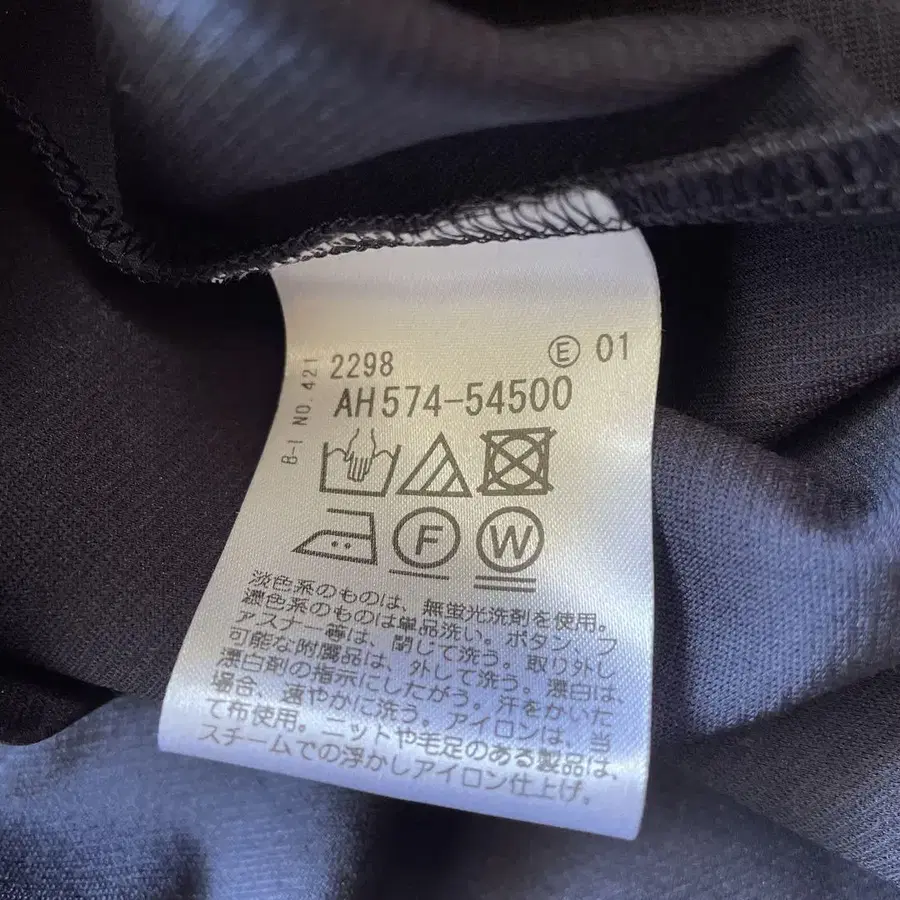 2298 Ⓔ 01
AH574-54500
B-I NO.421
F W
淡色系のものは、無蛍光洗剤を使用。
濃色系のものは単品洗い。ボタン、フ
ァスナー等は、閉じて洗う。取り外し
可能な附属品は、外して洗う。漂白は、
漂白剤の指示にしたがう。汗をかいた
場合、速やかに洗う。アイロンは、当
て布使用。ニットや毛足のある製品は、
スチームでの浮かしアイロン仕上げ。